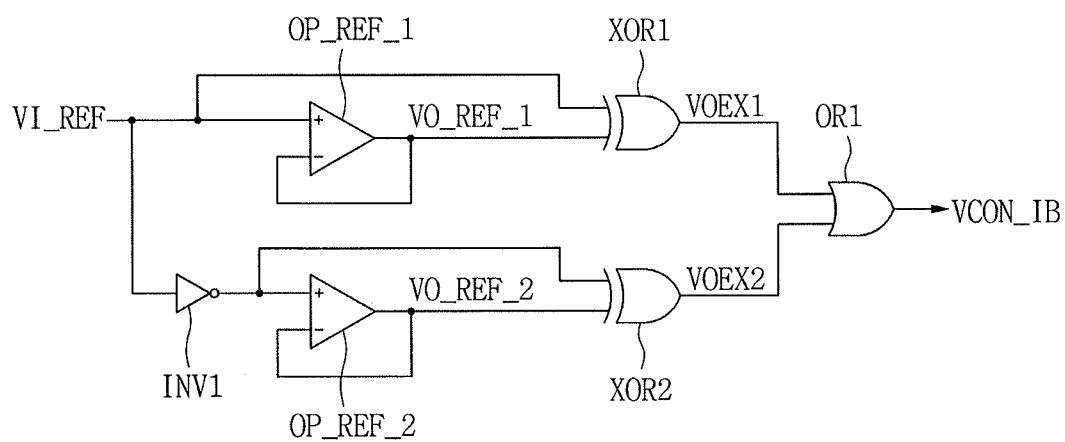 OP_REF_1
XOR1
VI_REF
+
-
VO_REF_1
VOEX1
OR1
VCON_IB
+
-
VO_REF_2
VOEX2
INV1
OP_REF_2
XOR2